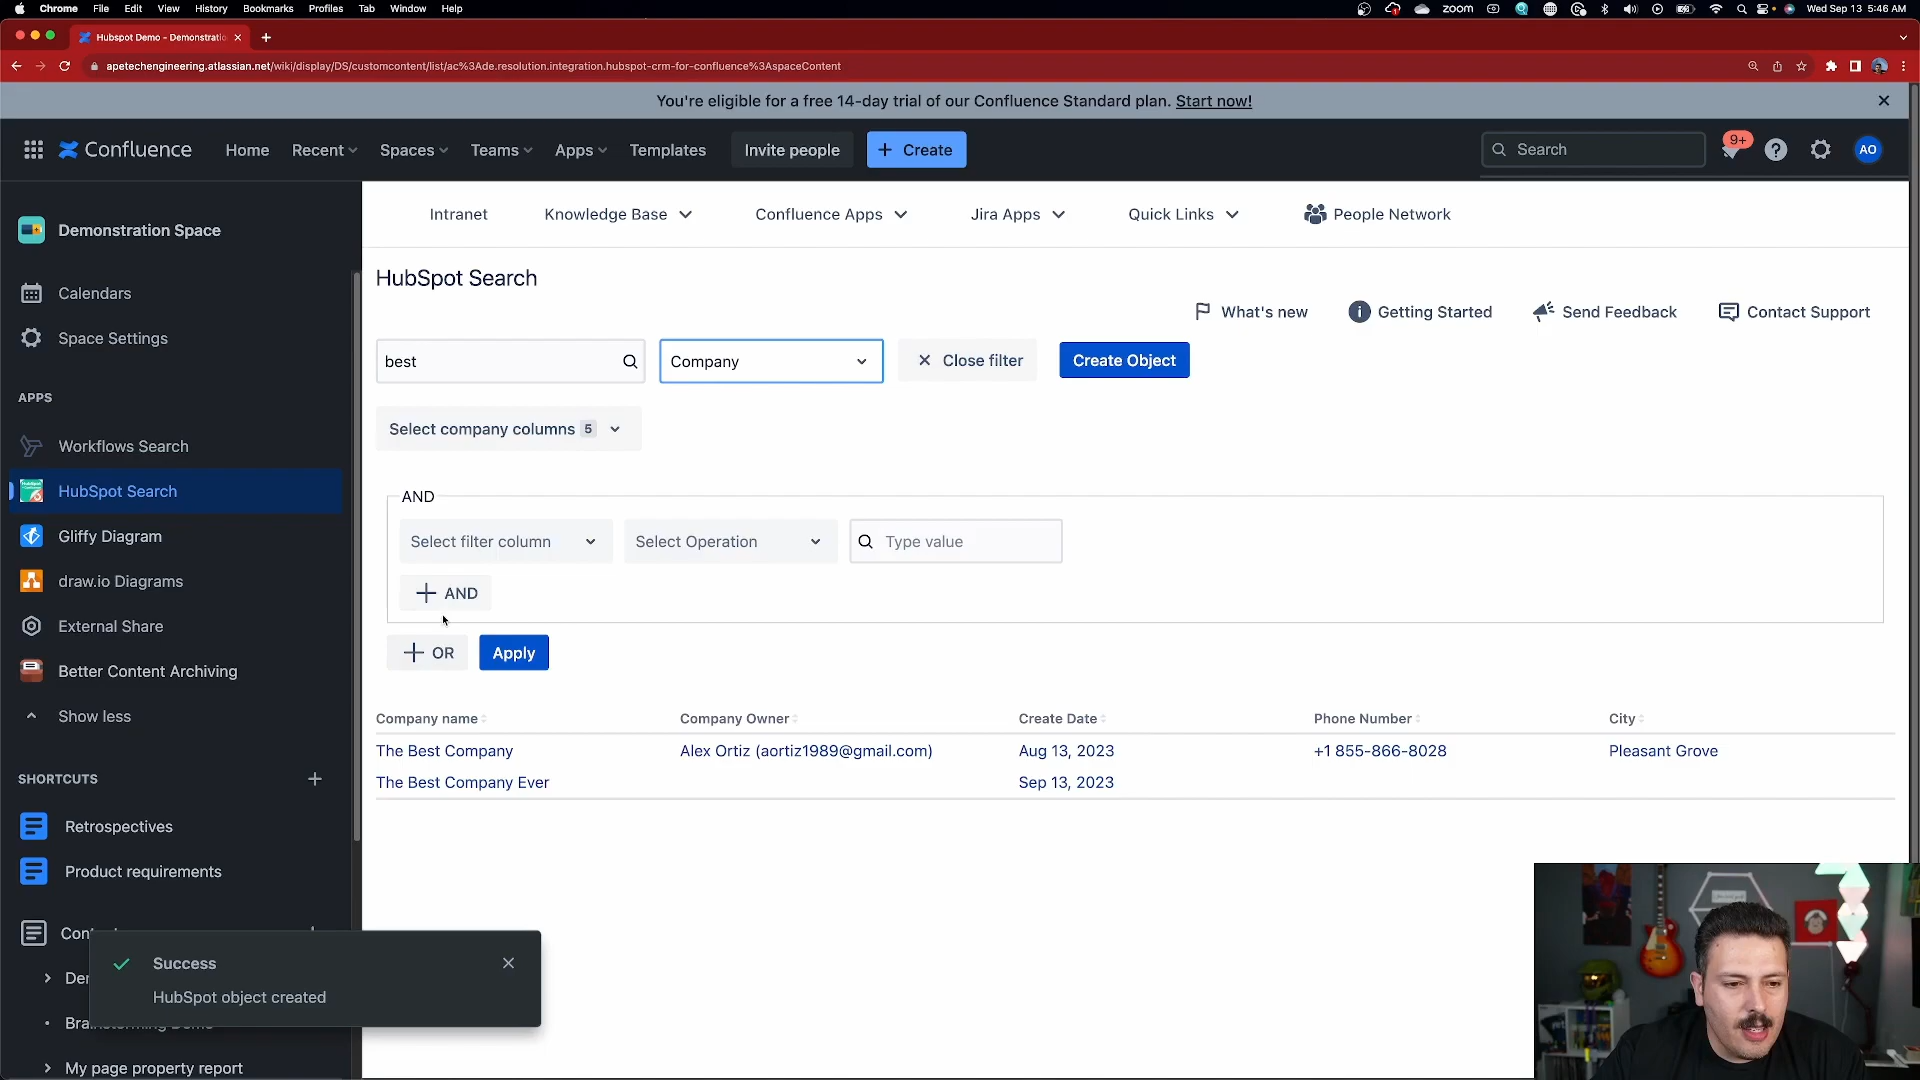 Chrome File Edit View History Bookmarks Profiles Tab Window Help
zoom
Wed Sep 13 5:46 AM
Hubspot Demo - Demonstratio
apetechengineering.atlassian.net/wiki/display/DS/customcontent/list/ac%3Ade.resolution.integration.hubspot-crm-for-confluence%3AspaceContent
You're eligible for a free 14-day trial of our Confluence Standard plan. Start now!
Confluence Home Recent Spaces Teams Apps Templates Invite people + Create Search 9+ AO
Demonstration Space
Calendars
Space Settings
APPS
Workflows Search
HubSpot Search
Gliffy Diagram
draw.io Diagrams
External Share
Better Content Archiving
Show less
SHORTCUTS
Retrospectives
Product requirements
My page property report
Intranet Knowledge Base Confluence Apps Jira Apps Quick Links People Network
HubSpot Search
What's new Getting Started Send Feedback Contact Support
best Company Close filter Create Object
Select company columns 5
AND
Select filter column Select Operation Type value
+ AND
+ OR Apply
Company name Company Owner Create Date Phone Number City
The Best Company Alex Ortiz (aortiz1989@gmail.com) Aug 13, 2023 +1 855-866-8028 Pleasant Grove
The Best Company Ever Sep 13, 2023
Success
HubSpot object created